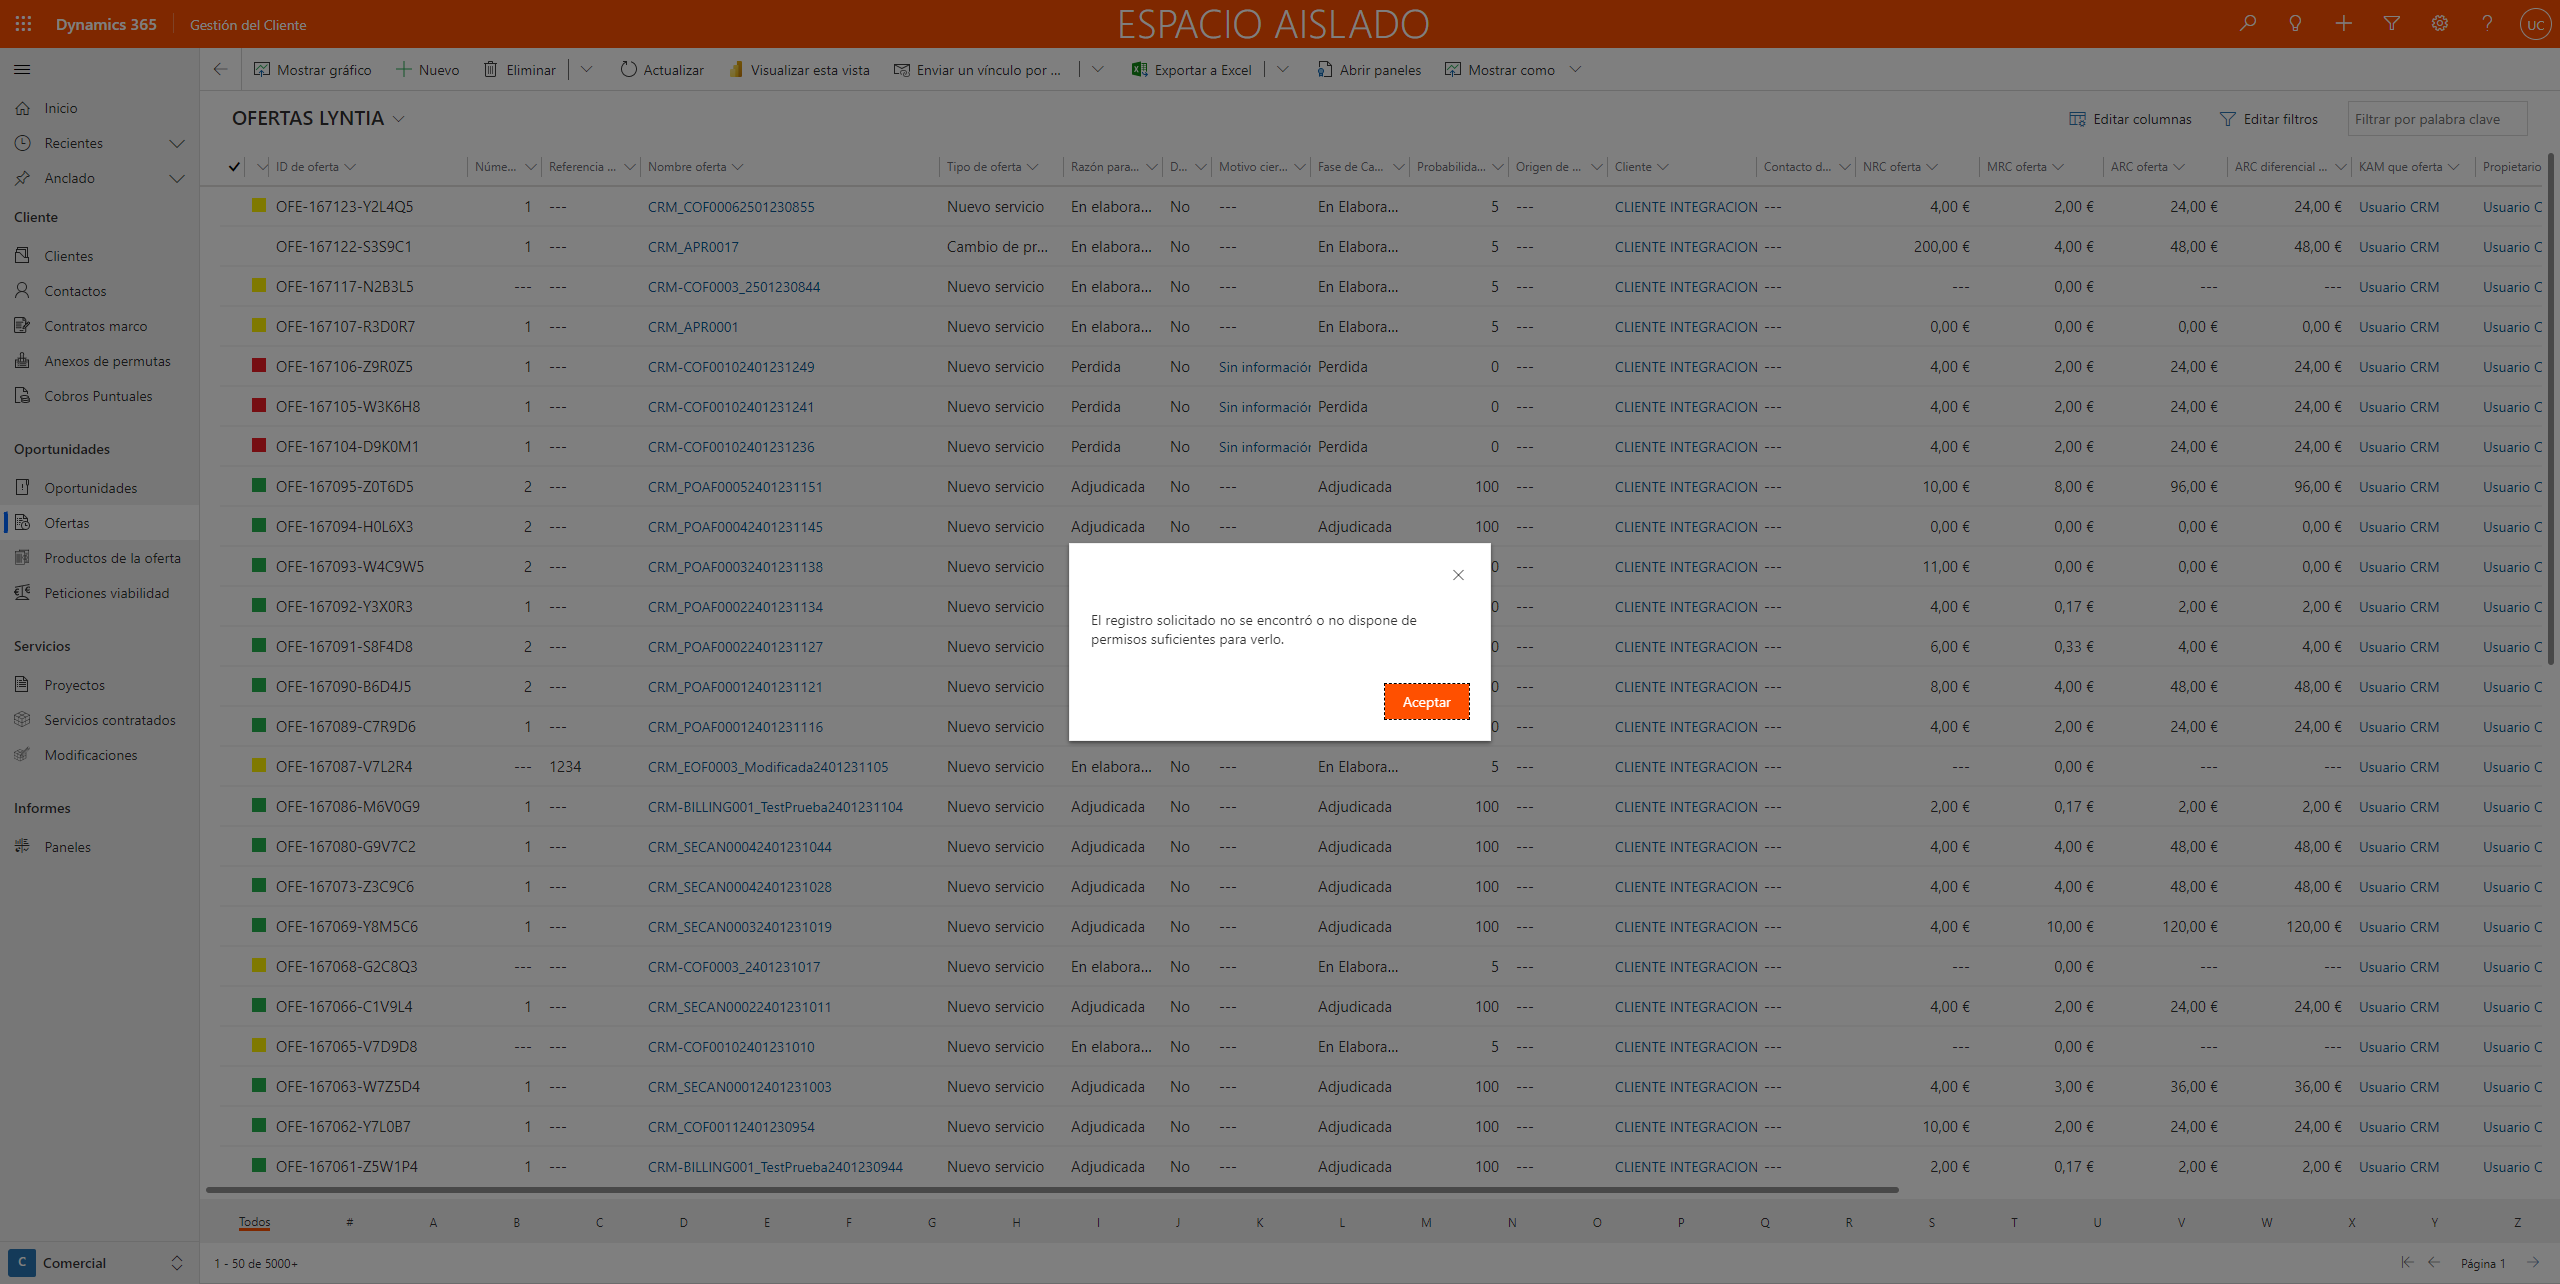 Dynamics 365 Gestión del Cliente ESPACIO AISLADO UC
Mostrar gráfico Nuevo Eliminar Actualizar Visualizar esta vista Enviar un vínculo por ... Exportar a Excel Abrir paneles Mostrar como
Inicio
Recientes
Anclado
Cliente
Clientes
Contactos
Contratos marco
Anexos de permutas
Cobros Puntuales
Oportunidades
Oportunidades
Ofertas
Productos de la oferta
Peticiones viabilidad
Servicios
Proyectos
Servicios contratados
Modificaciones
Informes
Paneles
C Comercial
OFERTAS LYNTIA Editar columnas Editar filtros Filtrar por palabra clave
ID de oferta Núme... Referencia ... Nombre oferta Tipo de oferta Razón para... D... Motivo cier... Fase de Ca... Probabilida... Origen de ... Cliente Contacto d... NRC oferta MRC oferta ARC oferta ARC diferencial ... KAM que oferta Propietario
OFE-167123-Y2L4Q5 1 --- CRM_COF00062501230855 Nuevo servicio En elabora... No --- En Elabora... 5 --- CLIENTE INTEGRACION --- 4,00 € 2,00 € 24,00 € 24,00 € Usuario CRM Usuario C
OFE-167122-S3S9C1 1 --- CRM_APR0017 Cambio de pr... En elabora... No --- En Elabora... 5 --- CLIENTE INTEGRACION --- 200,00 € 4,00 € 48,00 € 48,00 € Usuario CRM Usuario C
OFE-167117-N2B3L5 --- --- CRM-COF0003_2501230844 Nuevo servicio En elabora... No --- En Elabora... 5 --- CLIENTE INTEGRACION --- --- 0,00 € --- --- Usuario CRM Usuario C
OFE-167107-R3D0R7 1 --- CRM_APR0001 Nuevo servicio En elabora... No --- En Elabora... 5 --- CLIENTE INTEGRACION --- 0,00 € 0,00 € 0,00 € 0,00 € Usuario CRM Usuario C
OFE-167106-Z9R0Z5 1 --- CRM-COF00102401231249 Nuevo servicio Perdida No Sin información Perdida 0 --- CLIENTE INTEGRACION --- 4,00 € 2,00 € 24,00 € 24,00 € Usuario CRM Usuario C
OFE-167105-W3K6H8 1 --- CRM-COF00102401231241 Nuevo servicio Perdida No Sin información Perdida 0 --- CLIENTE INTEGRACION --- 4,00 € 2,00 € 24,00 € 24,00 € Usuario CRM Usuario C
OFE-167104-D9K0M1 1 --- CRM-COF00102401231236 Nuevo servicio Perdida No Sin información Perdida 0 --- CLIENTE INTEGRACION --- 4,00 € 2,00 € 24,00 € 24,00 € Usuario CRM Usuario C
OFE-167095-Z0T6D5 2 --- CRM_POAF00052401231151 Nuevo servicio Adjudicada No --- Adjudicada 100 --- CLIENTE INTEGRACION --- 10,00 € 8,00 € 96,00 € 96,00 € Usuario CRM Usuario C
OFE-167094-H0L6X3 2 --- CRM_POAF00042401231145 Nuevo servicio Adjudicada No --- Adjudicada 100 --- CLIENTE INTEGRACION --- 0,00 € 0,00 € 0,00 € 0,00 € Usuario CRM Usuario C
OFE-167093-W4C9W5 2 --- CRM_POAF00032401231138 Nuevo servicio 0 --- CLIENTE INTEGRACION --- 11,00 € 0,00 € 0,00 € 0,00 € Usuario CRM Usuario C
OFE-167092-Y3X0R3 1 --- CRM_POAF00022401231134 Nuevo servicio 0 --- CLIENTE INTEGRACION --- 4,00 € 0,17 € 2,00 € 2,00 € Usuario CRM Usuario C
OFE-167091-S8F4D8 2 --- CRM_POAF00022401231127 Nuevo servicio 0 --- CLIENTE INTEGRACION --- 6,00 € 0,33 € 4,00 € 4,00 € Usuario CRM Usuario C
OFE-167090-B6D4J5 2 --- CRM_POAF00012401231121 Nuevo servicio 0 --- CLIENTE INTEGRACION --- 8,00 € 4,00 € 48,00 € 48,00 € Usuario CRM Usuario C
OFE-167089-C7R9D6 1 --- CRM_POAF00012401231116 Nuevo servicio 0 --- CLIENTE INTEGRACION --- 4,00 € 2,00 € 24,00 € 24,00 € Usuario CRM Usuario C
OFE-167087-V7L2R4 --- 1234 CRM_EOF0003_Modificada2401231105 Nuevo servicio En elabora... No --- En Elabora... 5 --- CLIENTE INTEGRACION --- --- 0,00 € --- --- Usuario CRM Usuario C
OFE-167086-M6V0G9 1 --- CRM-BILLING001_TestPrueba2401231104 Nuevo servicio Adjudicada No --- Adjudicada 100 --- CLIENTE INTEGRACION --- 2,00 € 0,17 € 2,00 € 2,00 € Usuario CRM Usuario C
OFE-167080-G9V7C2 1 --- CRM_SECAN00042401231044 Nuevo servicio Adjudicada No --- Adjudicada 100 --- CLIENTE INTEGRACION --- 4,00 € 4,00 € 48,00 € 48,00 € Usuario CRM Usuario C
OFE-167073-Z3C9C6 1 --- CRM_SECAN00042401231028 Nuevo servicio Adjudicada No --- Adjudicada 100 --- CLIENTE INTEGRACION --- 4,00 € 4,00 € 48,00 € 48,00 € Usuario CRM Usuario C
OFE-167069-Y8M5C6 1 --- CRM_SECAN00032401231019 Nuevo servicio Adjudicada No --- Adjudicada 100 --- CLIENTE INTEGRACION --- 4,00 € 10,00 € 120,00 € 120,00 € Usuario CRM Usuario C
OFE-167068-G2C8Q3 --- --- CRM-COF0003_2401231017 Nuevo servicio En elabora... No --- En Elabora... 5 --- CLIENTE INTEGRACION --- --- 0,00 € --- --- Usuario CRM Usuario C
OFE-167066-C1V9L4 1 --- CRM_SECAN00022401231011 Nuevo servicio Adjudicada No --- Adjudicada 100 --- CLIENTE INTEGRACION --- 4,00 € 2,00 € 24,00 € 24,00 € Usuario CRM Usuario C
OFE-167065-V7D9D8 --- --- CRM-COF00102401231010 Nuevo servicio En elabora... No --- En Elabora... 5 --- CLIENTE INTEGRACION --- --- 0,00 € --- --- Usuario CRM Usuario C
OFE-167063-W7Z5D4 1 --- CRM_SECAN00012401231003 Nuevo servicio Adjudicada No --- Adjudicada 100 --- CLIENTE INTEGRACION --- 4,00 € 3,00 € 36,00 € 36,00 € Usuario CRM Usuario C
OFE-167062-Y7L0B7 1 --- CRM_COF00112401230954 Nuevo servicio Adjudicada No --- Adjudicada 100 --- CLIENTE INTEGRACION --- 10,00 € 2,00 € 24,00 € 24,00 € Usuario CRM Usuario C
OFE-167061-Z5W1P4 1 --- CRM-BILLING001_TestPrueba2401230944 Nuevo servicio Adjudicada No --- Adjudicada 100 --- CLIENTE INTEGRACION --- 2,00 € 0,17 € 2,00 € 2,00 € Usuario CRM Usuario C
Todos # A B C D E F G H I J K L M N O P Q R S T U V W X Y Z
1 - 50 de 5000+ Página 1
El registro solicitado no se encontró o no dispone de
permisos suficientes para verlo.
Aceptar